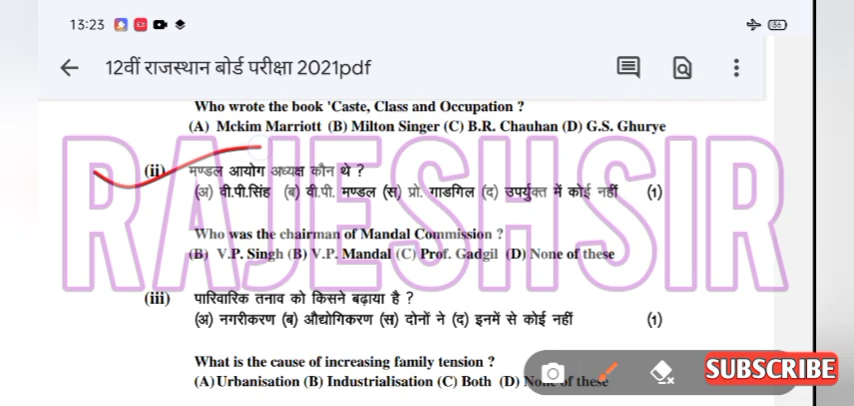 13:23
36
12वीं राजस्थान बोर्ड परीक्षा 2021pdf
Who wrote the book 'Caste, Class and Occupation ?
(A) Mckim Marriott (B) Milton Singer (C) B.R. Chauhan (D) G.S. Ghurye
(ii) मण्डल आयोग अध्यक्ष कौन थे ?
(अ) वी.पी.सिंह (ब) वी.पी. मण्डल (स) प्रो. गाडगिल (द) उपर्युक्त में कोई नहीं (1)
RAJESHSIR
Who was the chairman of Mandal Commission ?
(B) V.P. Singh (B) V.P. Mandal (C) Prof. Gadgil (D) None of these
(iii) पारिवारिक तनाव को किसने बढ़ाया है ?
(अ) नगरीकरण (ब) औद्योगिकरण (स) दोनों ने (द) इनमें से कोई नहीं (1)
What is the cause of increasing family tension ?
(A) Urbanisation (B) Industrialisation (C) Both (D) None of these
SUBSCRIBE